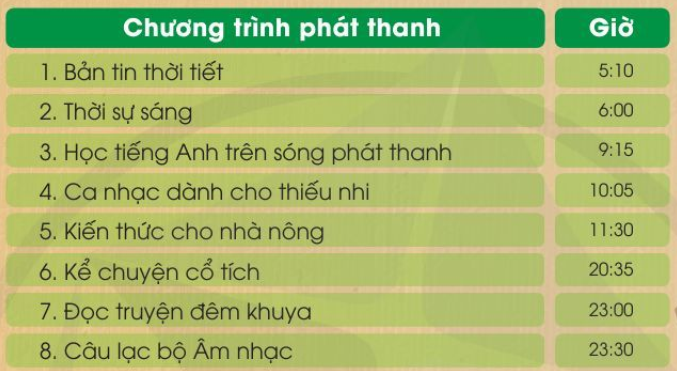 Chương trình phát thanh Giờ
1. Bản tin thời tiết 5:10
2. Thời sự sáng 6:00
3. Học tiếng Anh trên sóng phát thanh 9:15
4. Ca nhạc dành cho thiếu nhi 10:05
5. Kiến thức cho nhà nông 11:30
6. Kể chuyện cổ tích 20:35
7. Đọc truyện đêm khuya 23:00
8. Câu lạc bộ Âm nhạc 23:30